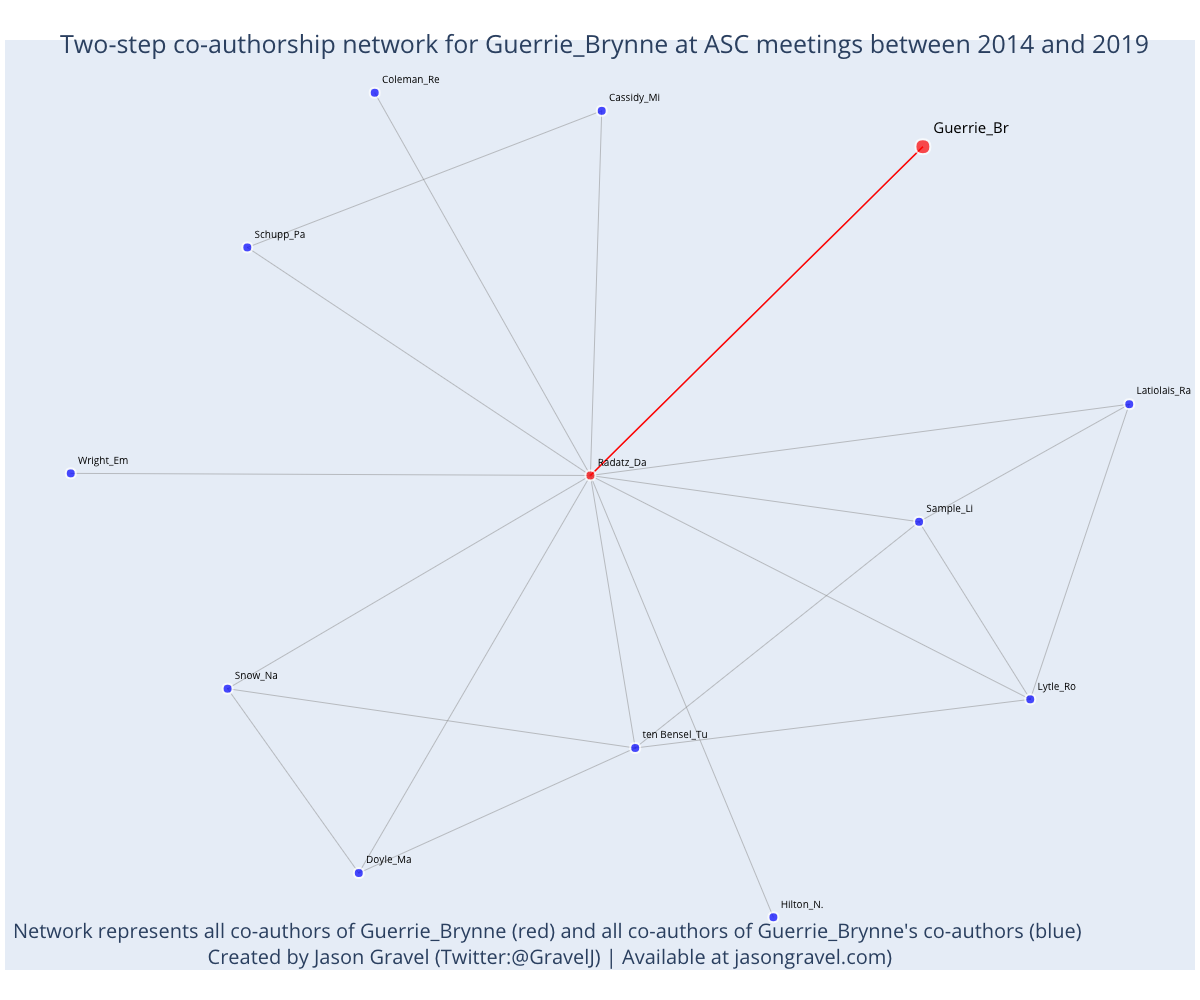 Two-step co-authorship network for Guerrie_Brynne at ASC meetings between 2014 and 2019
Coleman_Re
Cassidy_Mi
Guerrie_Br
Schupp_Pa
Latiolais_Ra
Wright_Em
Radatz_Da
Sample_Li
Snow_Na
Lytle_Ro
ten Bensel_Tu
Doyle_Ma
Hilton_N.
Network represents all co-authors of Guerrie_Brynne (red) and all co-authors of Guerrie_Brynne's co-authors (blue)
Created by Jason Gravel (Twitter:@GravelJ) | Available at jasongravel.com)